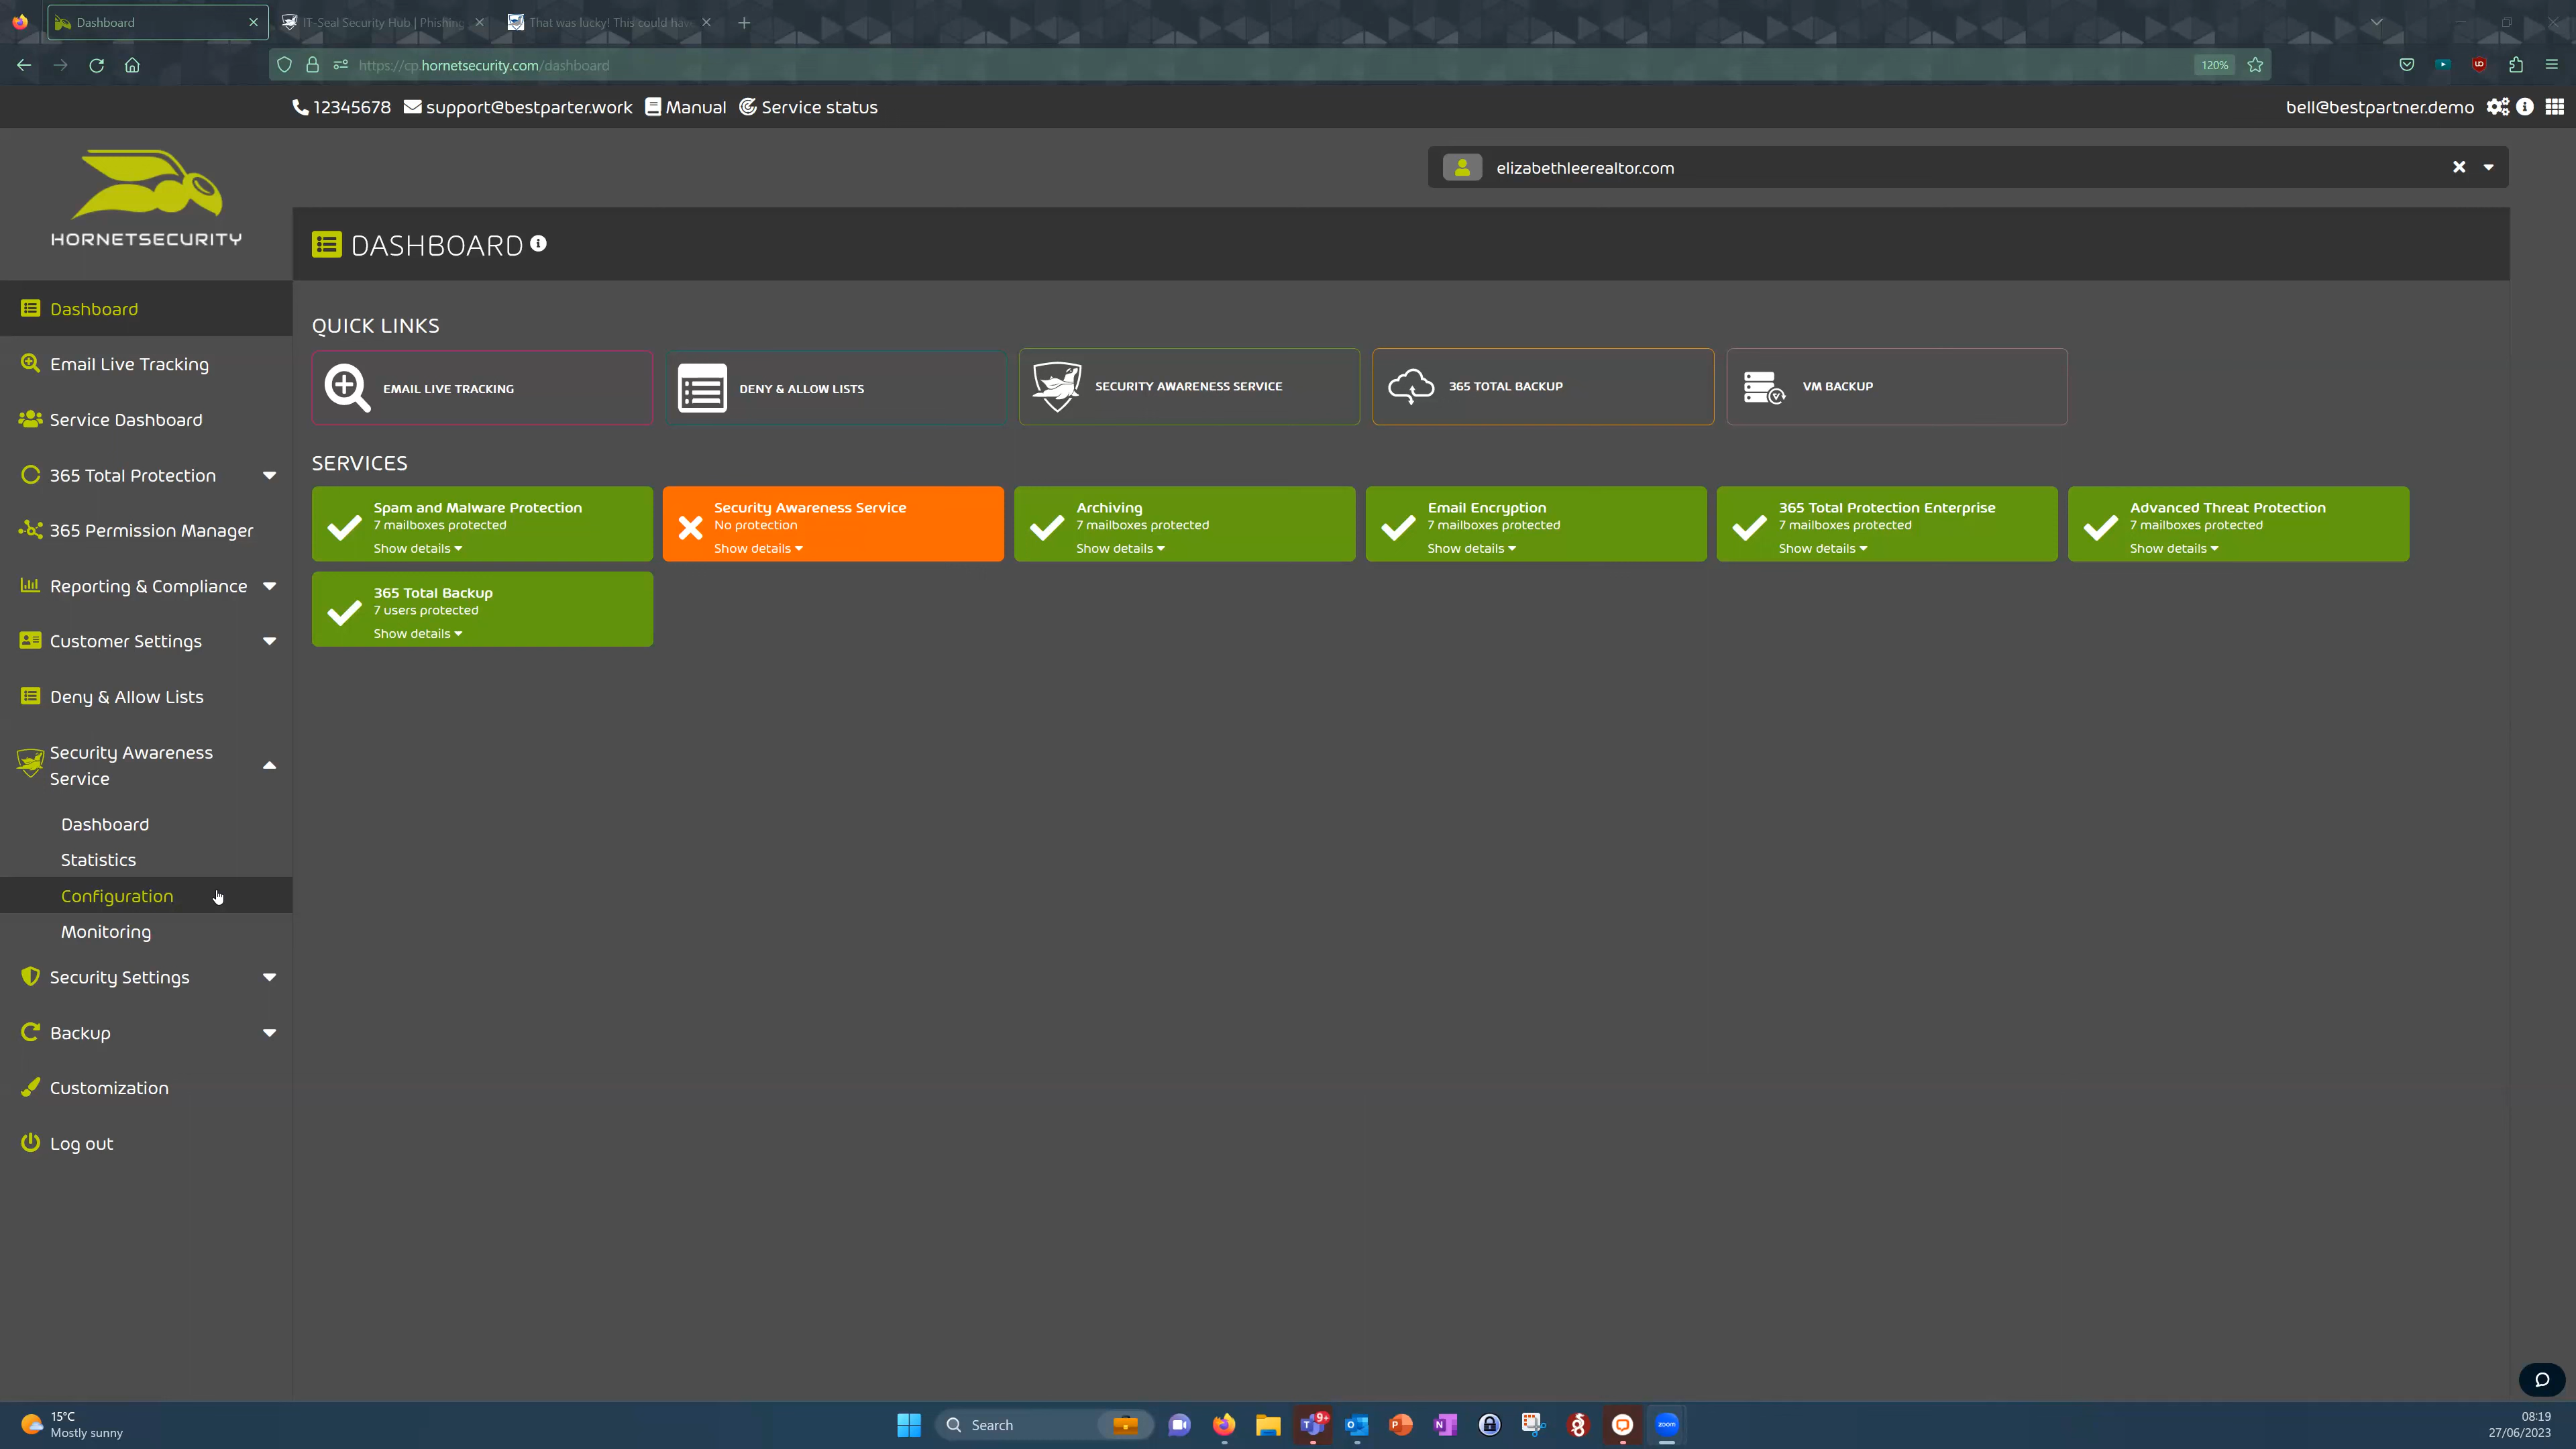 Dashboard
IT-Seal Security Hub | Phishing
That was lucky! This could hav
https://cp.hornetsecurity.com/dashboard
120%
12345678 support@bestparter.work Manual Service status
bell@bestpartner.demo
HORNETSECURITY
elizabethleerealtor.com
DASHBOARD
Dashboard
Email Live Tracking
Service Dashboard
365 Total Protection
365 Permission Manager
Reporting & Compliance
Customer Settings
Deny & Allow Lists
Security Awareness
Service
Dashboard
Statistics
Configuration
Monitoring
Security Settings
Backup
Customization
Log out
QUICK LINKS
EMAIL LIVE TRACKING
DENY & ALLOW LISTS
SECURITY AWARENESS SERVICE
365 TOTAL BACKUP
VM BACKUP
SERVICES
Spam and Malware Protection
7 mailboxes protected
Show details
Security Awareness Service
No protection
Show details
Archiving
7 mailboxes protected
Show details
Email Encryption
7 mailboxes protected
Show details
365 Total Protection Enterprise
7 mailboxes protected
Show details
Advanced Threat Protection
7 mailboxes protected
Show details
365 Total Backup
7 users protected
Show details
15°C
Mostly sunny
Search
9+
zoom
08:19
27/06/2023